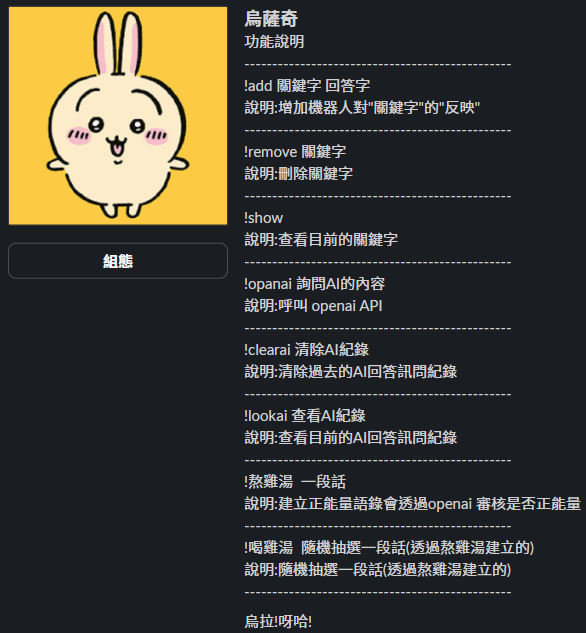 烏薩奇
功能說明
------------------------------------------------
!add 關鍵字 回答字
說明:增加機器人對"關鍵字"的"反映"
------------------------------------------------
!remove 關鍵字
說明:刪除關鍵字
------------------------------------------------
!show
說明:查看目前的關鍵字
------------------------------------------------
!opanai 詢問AI的內容
說明:呼叫 openai API
------------------------------------------------
!clearai 清除AI紀錄
說明:清除過去的AI回答訊問紀錄
------------------------------------------------
!lookai 查看AI紀錄
說明:查看目前的AI回答訊問紀錄
------------------------------------------------
!熬雞湯  一段話
說明:建立正能量語錄會透過openai 審核是否正能量
------------------------------------------------
!喝雞湯  隨機抽選一段話(透過熬雞湯建立的)
說明:隨機抽選一段話(透過熬雞湯建立的)
------------------------------------------------
烏拉!呀哈!
組態